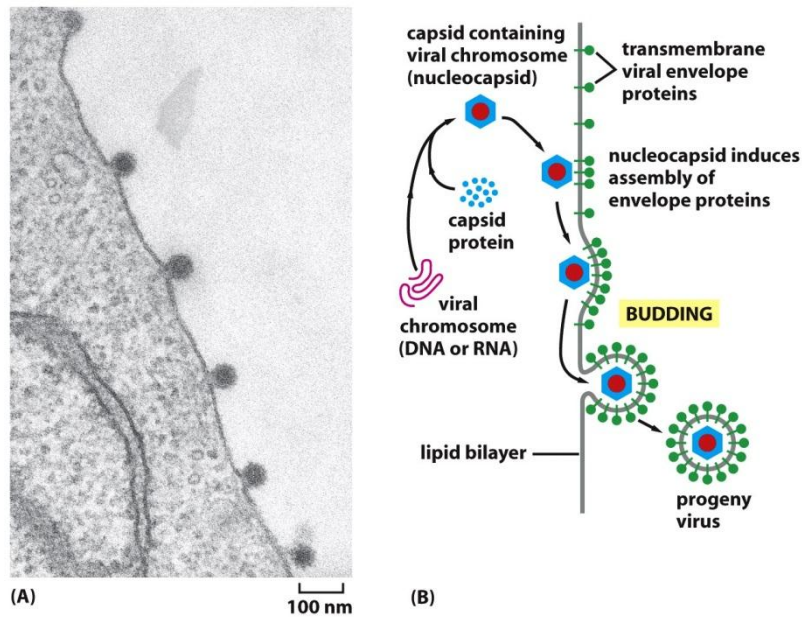 capsid containing
viral chromosome
(nucleocapsid)
transmembrane
viral envelope
proteins
nucleocapsid induces
assembly of
envelope proteins
capsid
protein
viral
chromosome
(DNA or RNA)
BUDDING
lipid bilayer
progeny
virus
(A)
100 nm
(B)